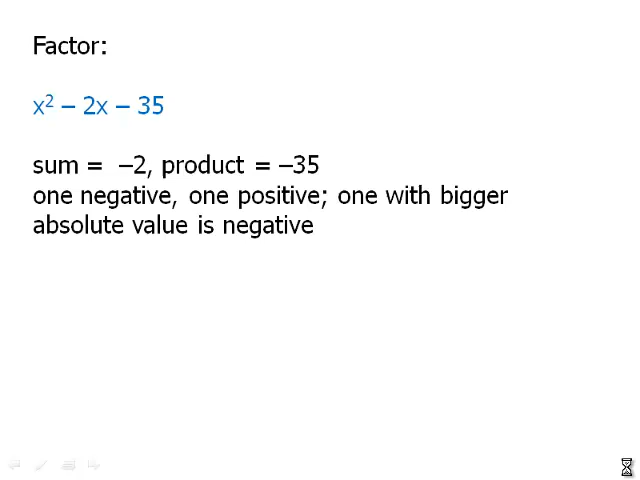 Factor:
x² – 2x – 35
sum =  –2, product = –35
one negative, one positive; one with bigger
absolute value is negative